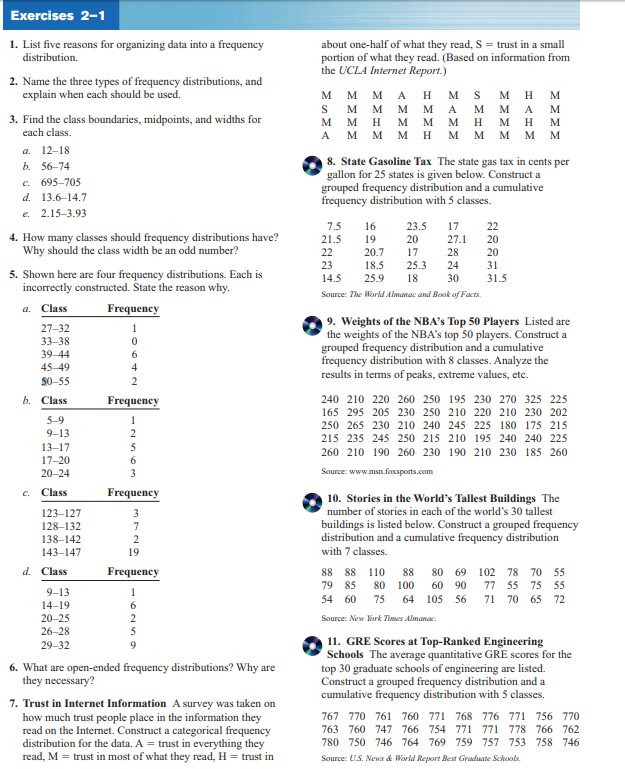 Exercises 2–1
1. List five reasons for organizing data into a frequency
distribution.
2. Name the three types of frequency distributions, and
explain when each should be used.
3. Find the class boundaries, midpoints, and widths for
each class.
a. 12–18
b. 56–74
c. 695–705
d. 13.6–14.7
e. 2.15–3.93
4. How many classes should frequency distributions have?
Why should the class width be an odd number?
5. Shown here are four frequency distributions. Each is
incorrectly constructed. State the reason why.
a. Class Frequency
27–32 1
33–38 0
39–44 6
45–49 4
50–55 2
b. Class Frequency
5–9 1
9–13 2
13–17 5
17–20 6
20–24 3
c. Class Frequency
123–127 3
128–132 7
138–142 2
143–147 19
d. Class Frequency
9–13 1
14–19 6
20–25 2
26–28 5
29–32 9
6. What are open-ended frequency distributions? Why are
they necessary?
7. Trust in Internet Information A survey was taken on
how much trust people place in the information they
read on the Internet. Construct a categorical frequency
distribution for the data. A = trust in everything they
read, M = trust in most of what they read, H = trust in
about one-half of what they read, S = trust in a small
portion of what they read. (Based on information from
the UCLA Internet Report.)
M M M A H M S M H M
S M M M M A M M A M
M M H M M M H M H M
A M M M H M M M M M
8. State Gasoline Tax The state gas tax in cents per
gallon for 25 states is given below. Construct a
grouped frequency distribution and a cumulative
frequency distribution with 5 classes.
7.5 16 23.5 17 22
21.5 19 20 27.1 20
22 20.7 17 28 20
23 18.5 25.3 24 31
14.5 25.9 18 30 31.5
Source: The World Almanac and Book of Facts.
9. Weights of the NBA's Top 50 Players Listed are
the weights of the NBA's top 50 players. Construct a
grouped frequency distribution and a cumulative
frequency distribution with 8 classes. Analyze the
results in terms of peaks, extreme values, etc.
240 210 220 260 250 195 230 270 325 225
165 295 205 230 250 210 220 210 230 202
250 265 230 210 240 245 225 180 175 215
215 235 245 250 215 210 195 240 240 225
260 210 190 260 230 190 210 230 185 260
Source: www.msn.foxsports.com
10. Stories in the World's Tallest Buildings The
number of stories in each of the world's 30 tallest
buildings is listed below. Construct a grouped frequency
distribution and a cumulative frequency distribution
with 7 classes.
88 88 110 88 80 69 102 78 70 55
79 85 80 100 60 90 77 55 75 55
54 60 75 64 105 56 71 70 65 72
Source: New York Times Almanac.
11. GRE Scores at Top-Ranked Engineering
Schools The average quantitative GRE scores for the
top 30 graduate schools of engineering are listed.
Construct a grouped frequency distribution and a
cumulative frequency distribution with 5 classes.
767 770 761 760 771 768 776 771 756 770
763 760 747 766 754 771 771 778 766 762
780 750 746 764 769 759 757 753 758 746
Source: U.S. News & World Report Best Graduate Schools.